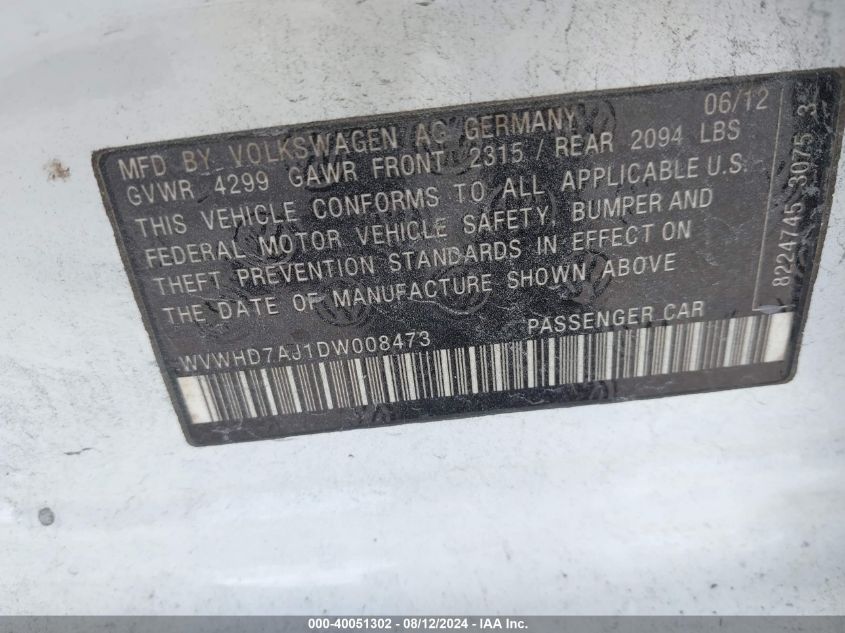 MFD BY VOLKSWAGEN AG GERMANY 06/12
GVWR 4299 GAWR FRONT 2315 / REAR 2094 LBS
THIS VEHICLE CONFORMS TO ALL APPLICABLE U.S.
FEDERAL MOTOR VEHICLE SAFETY, BUMPER AND
THEFT PREVENTION STANDARDS IN EFFECT ON
THE DATE OF MANUFACTURE SHOWN ABOVE
WVWHD7AJ1DW008473 PASSENGER CAR
8224745 3075 3
000-40051302 - 08/12/2024 - IAA Inc.